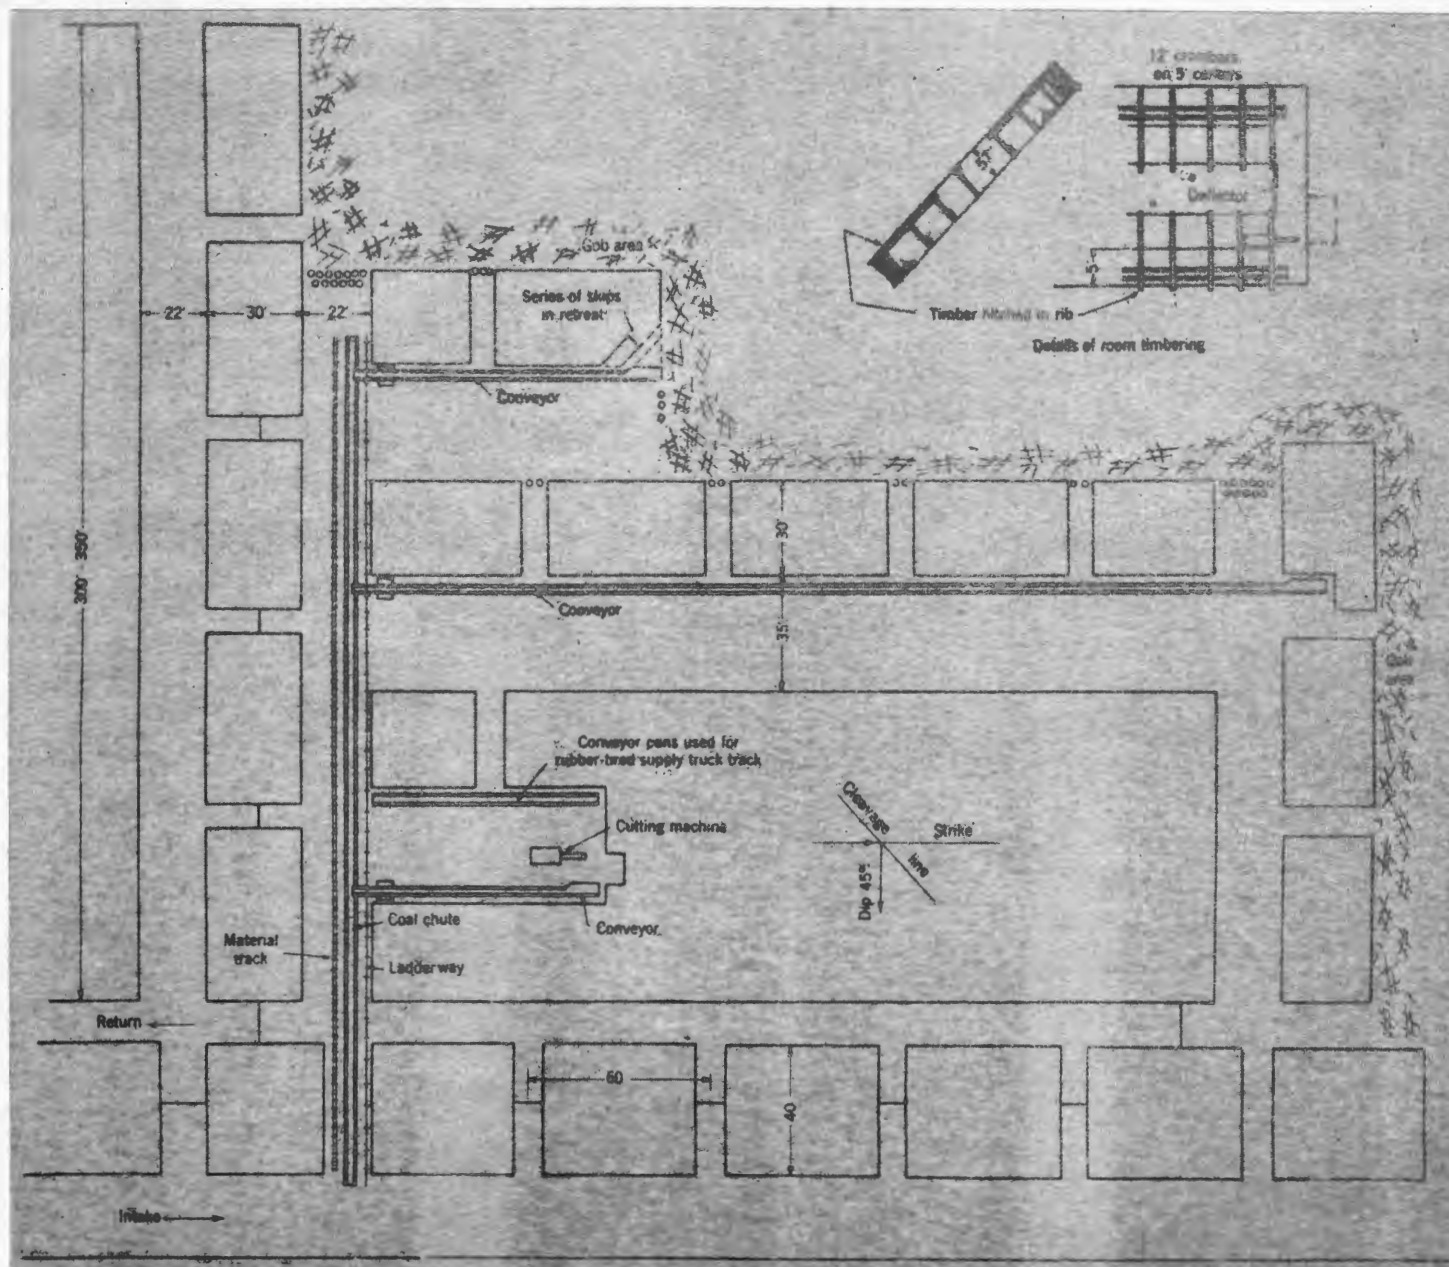 12' crossbars
on 5' centers
57"
Deflector
5'
Timber hitched in rib
Details of room timbering
Gob area
Series of skips
in retreat
22'
30'
22'
Conveyor
300' 350'
30'
Conveyor
35'
Gob
area
Conveyor pans used for
rubber-tired supply truck track
Cutting machine
Cleavage
line
Strike
Dip 45°
Coal chute
Conveyor
Material
track
Ladderway
Return
60
40
Intake